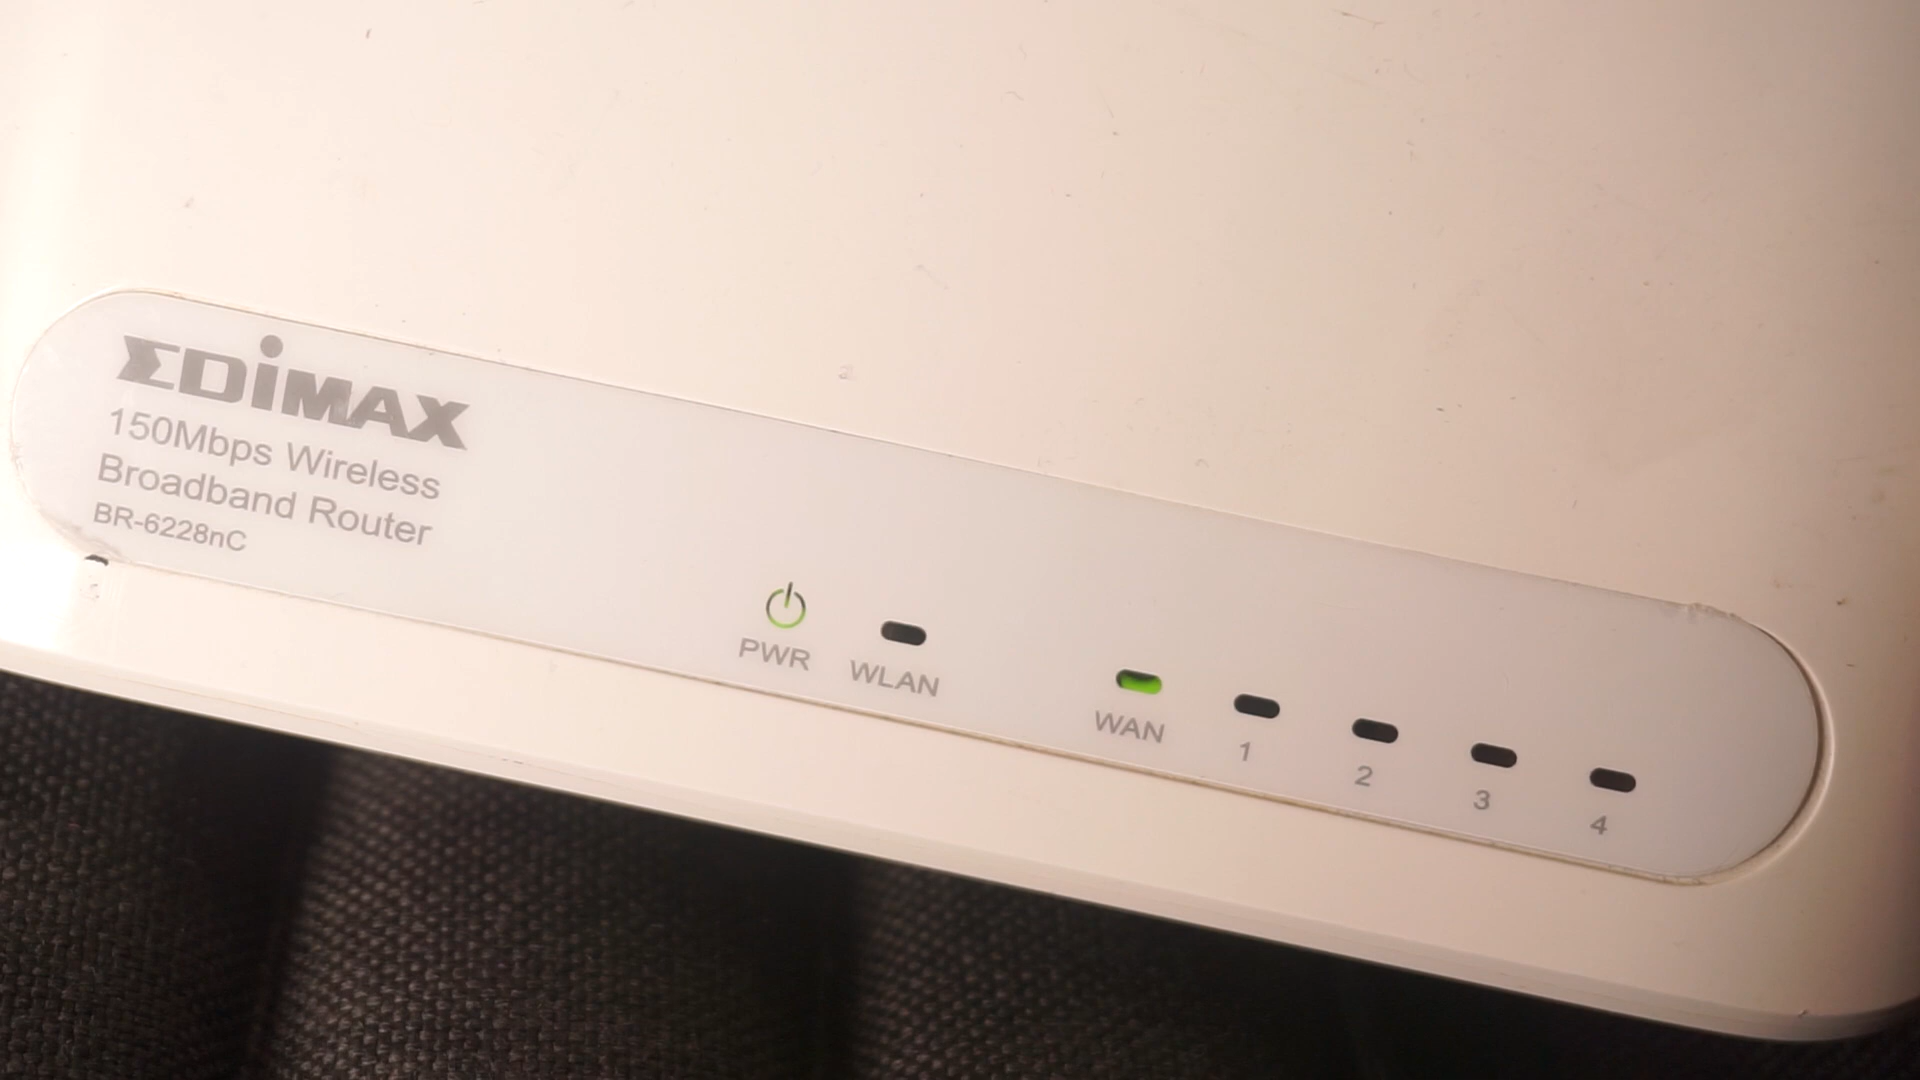 EDiMAX
150Mbps Wireless
Broadband Router
BR-6228nC
PWR WLAN WAN 1 2 3 4